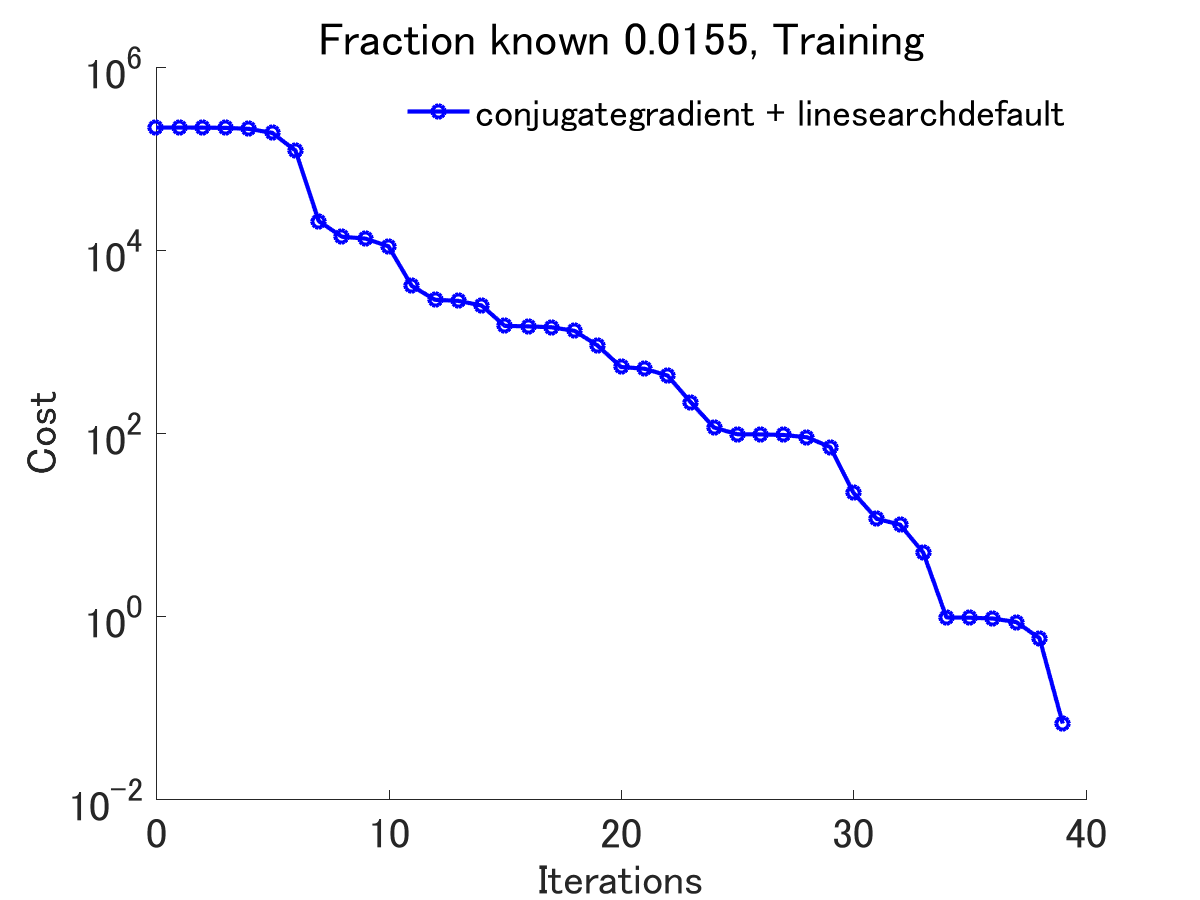 Fraction known 0.0155, Training
conjugategradient + linesearchdefault
10^6
10^4
10^2
10^0
10^−2
Cost
0 10 20 30 40
Iterations